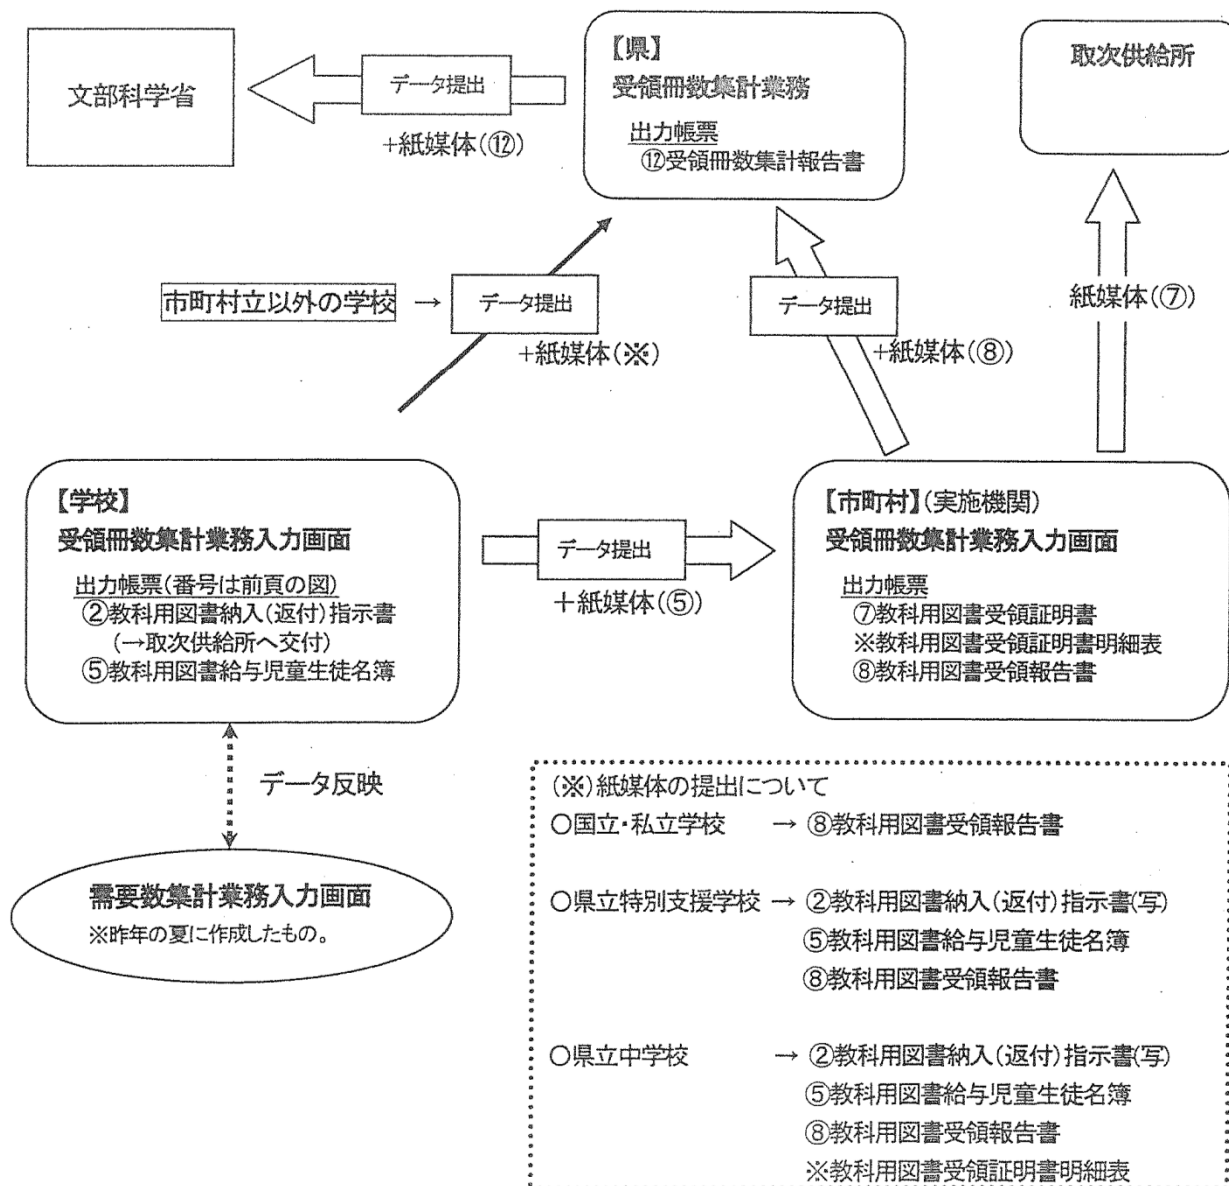 文部科学省
データ提出
+紙媒体(⑫)
【県】
受領冊数集計業務
出力帳票
⑫受領冊数集計報告書
取次供給所
市町村立以外の学校 →
データ提出
+紙媒体(※)
データ提出
+紙媒体(⑧)
紙媒体(⑦)
【学校】
受領冊数集計業務入力画面
出力帳票(番号は前頁の図)
②教科用図書納入(返付)指示書
(→取次供給所へ交付)
⑤教科用図書給与児童生徒名簿
データ提出
+紙媒体(⑤)
【市町村】(実施機関)
受領冊数集計業務入力画面
出力帳票
⑦教科用図書受領証明書
※教科用図書受領証明書明細表
⑧教科用図書受領報告書
データ反映
需要数集計業務入力画面
※昨年の夏に作成したもの。
(※)紙媒体の提出について
○国立・私立学校 → ⑧教科用図書受領報告書
○県立特別支援学校 → ②教科用図書納入(返付)指示書(写)
⑤教科用図書給与児童生徒名簿
⑧教科用図書受領報告書
○県立中学校 → ②教科用図書納入(返付)指示書(写)
⑤教科用図書給与児童生徒名簿
⑧教科用図書受領報告書
※教科用図書受領証明書明細表